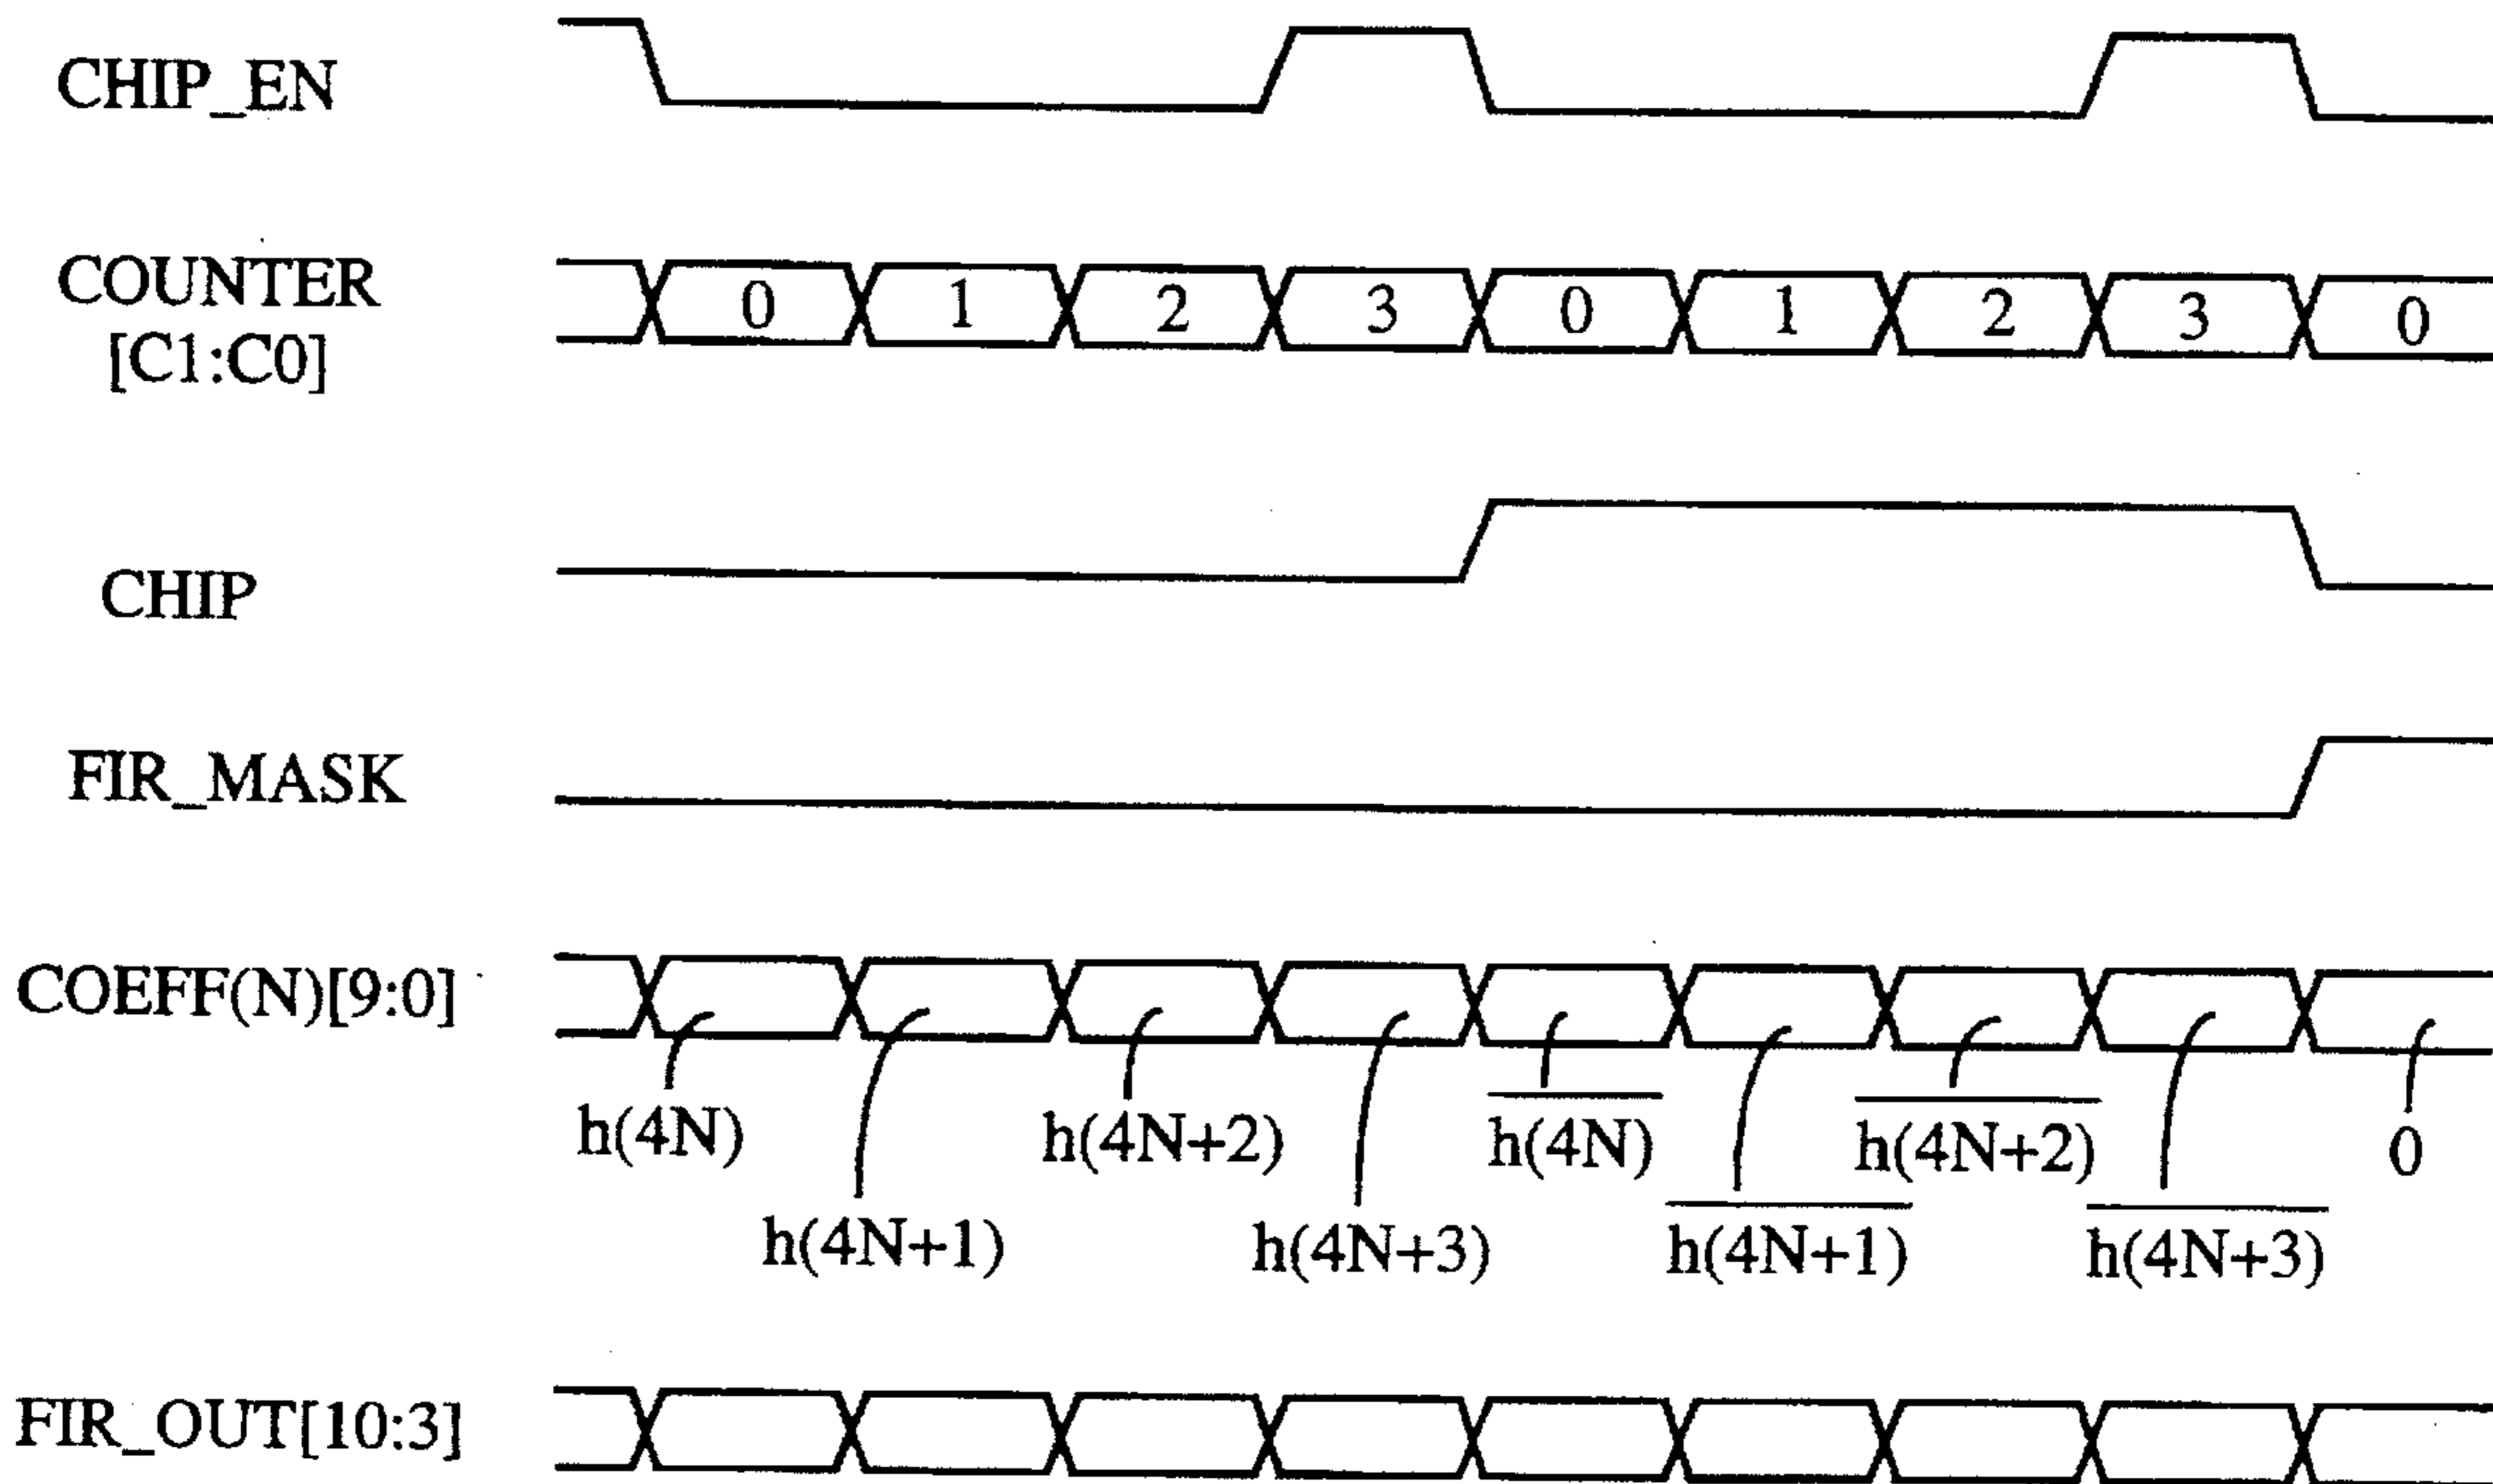 CHIP_EN
COUNTER
[C1:C0]
0 1 2 3 0 1 2 3 0
CHIP
FIR_MASK
COEFF(N)[9:0]
h(4N) h(4N+2) h(4N) h(4N+2) 0
h(4N+1) h(4N+3) h(4N+1) h(4N+3)
FIR_OUT[10:3]